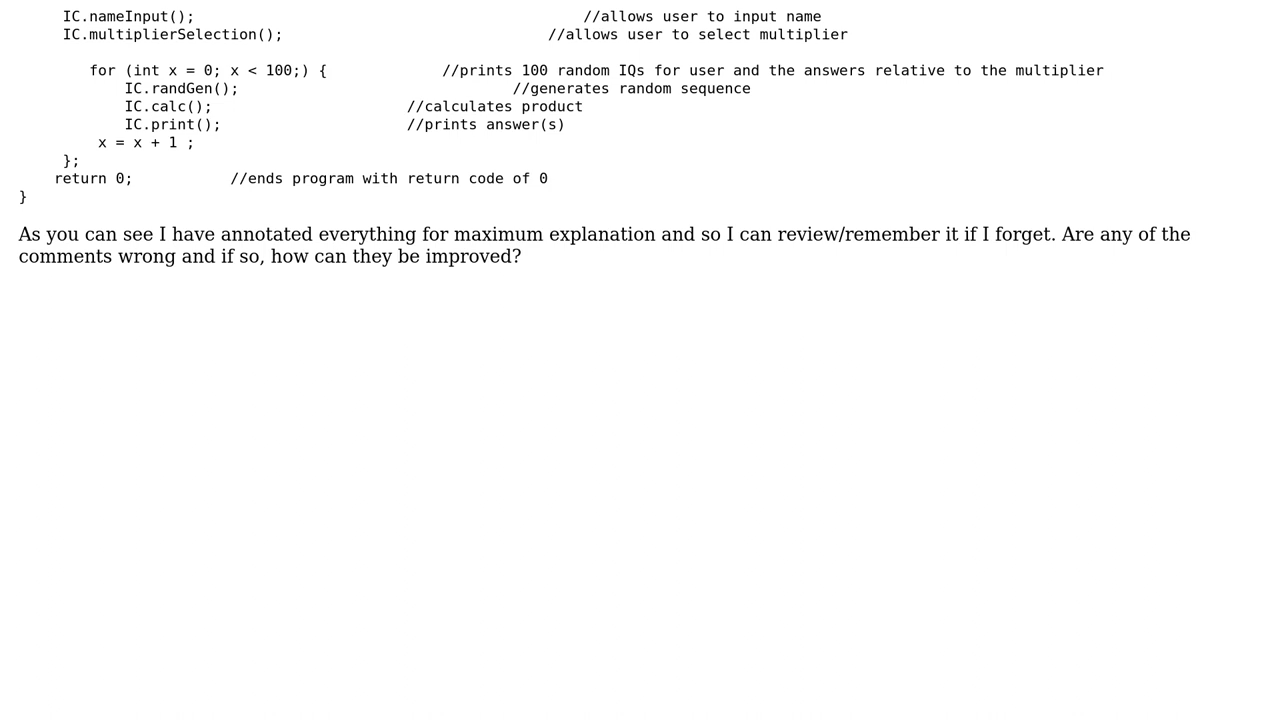 IC.nameInput(); //allows user to input name
IC.multiplierSelection(); //allows user to select multiplier
for (int x = 0; x < 100;) { //prints 100 random IQs for user and the answers relative to the multiplier
IC.randGen(); //generates random sequence
IC.calc(); //calculates product
IC.print(); //prints answer(s)
x = x + 1 ;
};
return 0; //ends program with return code of 0
}
As you can see I have annotated everything for maximum explanation and so I can review/remember it if I forget. Are any of the
comments wrong and if so, how can they be improved?